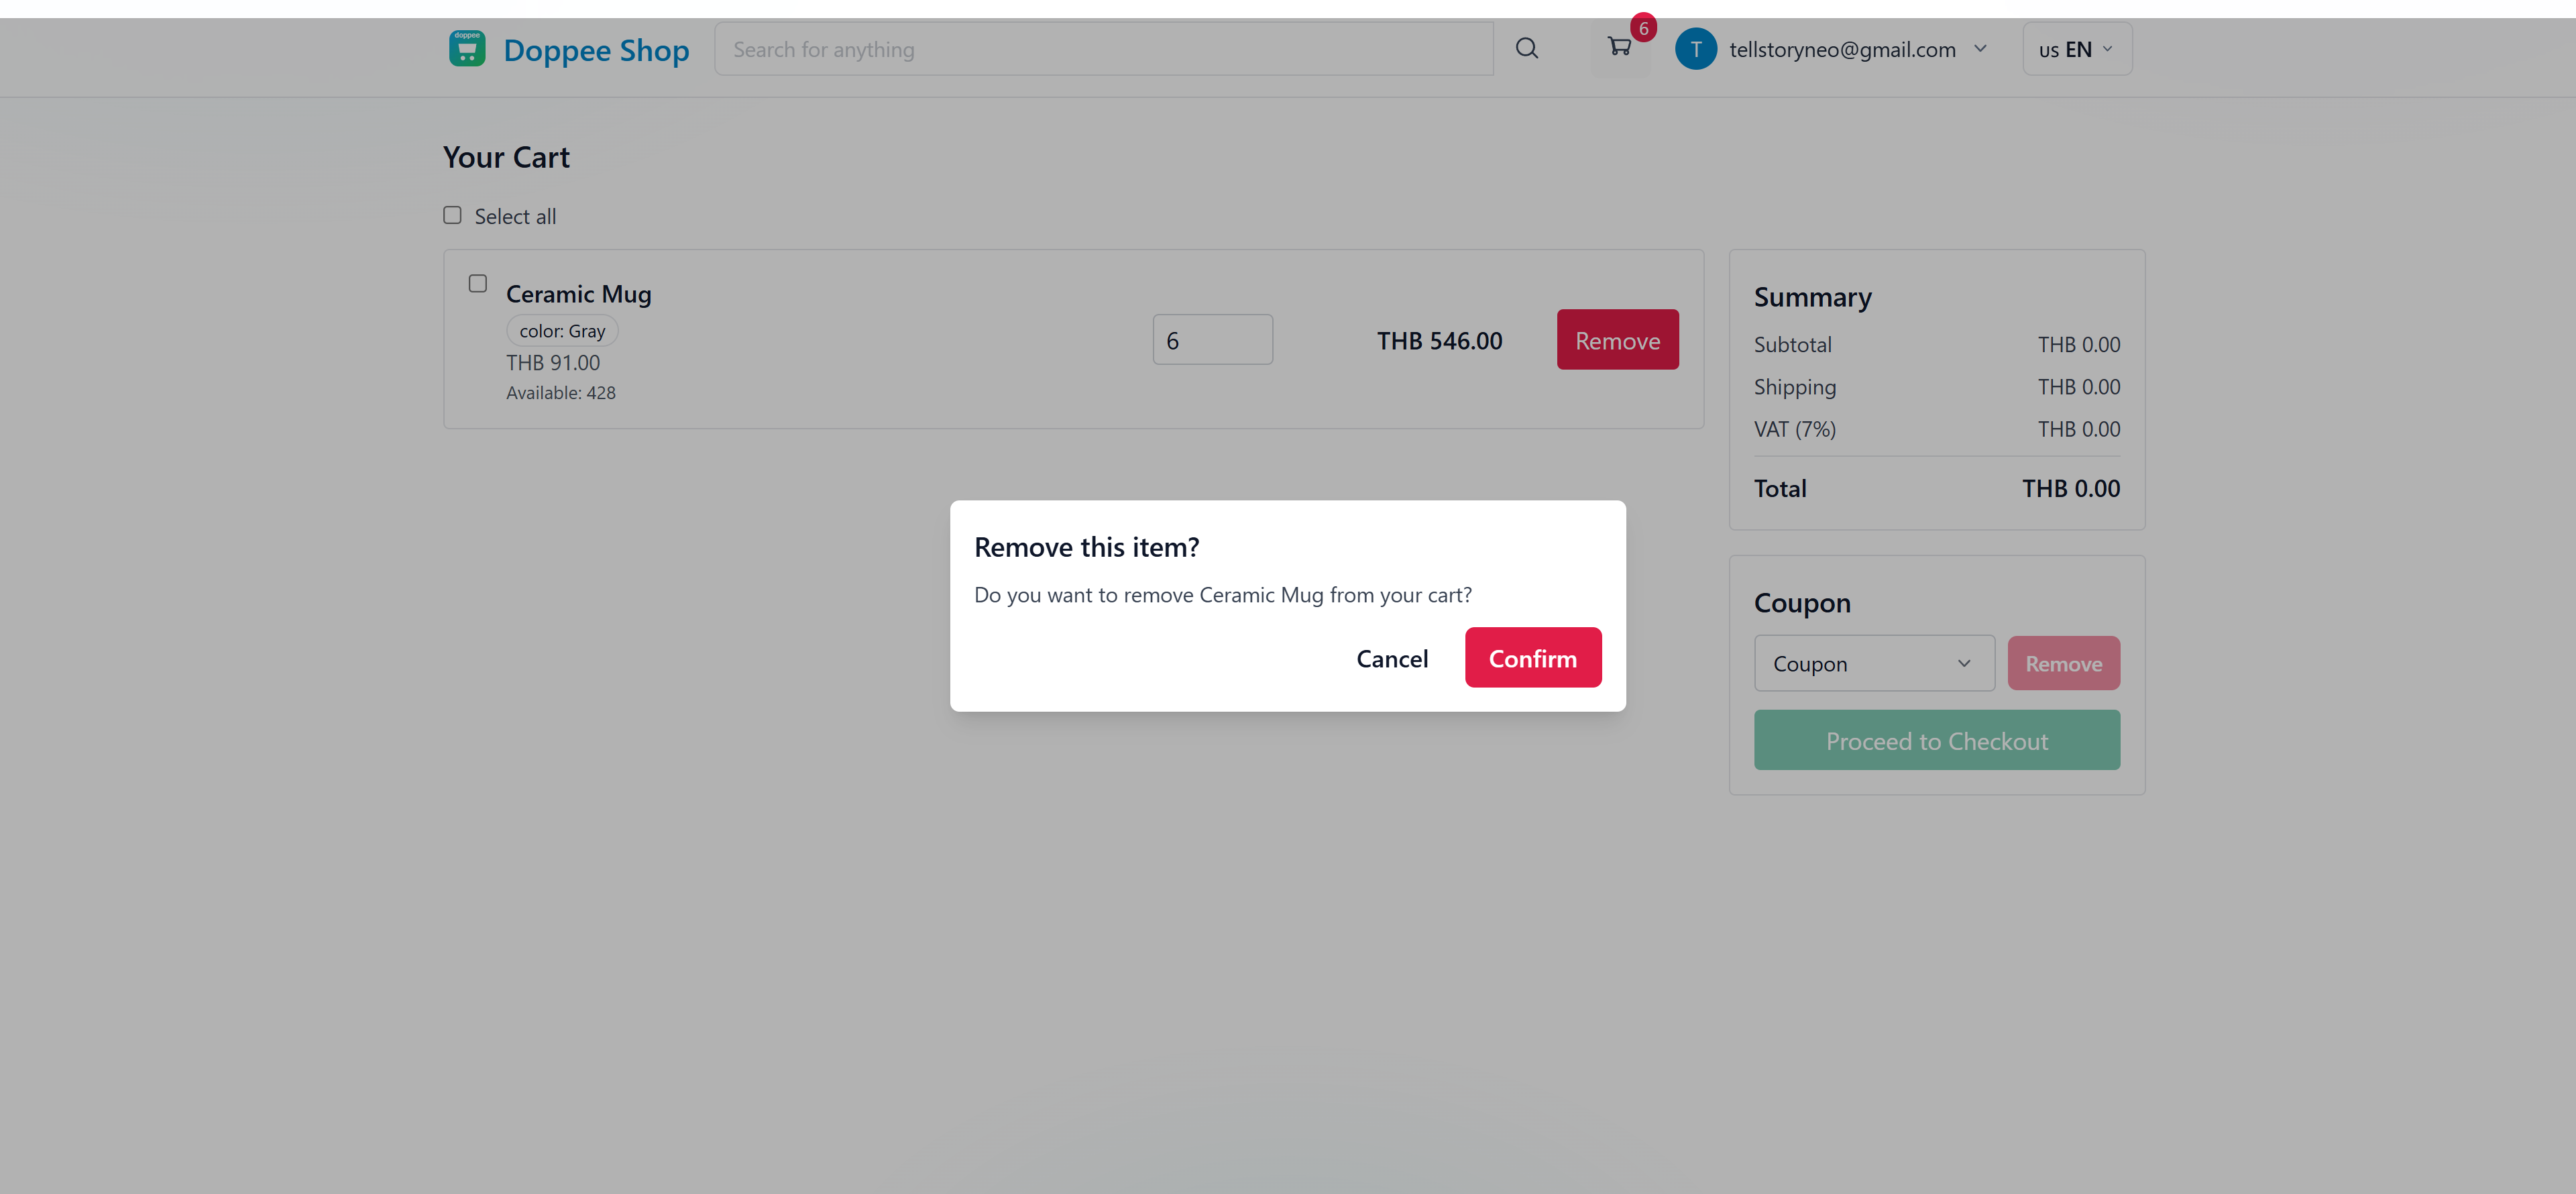 doppee
Doppee Shop
Search for anything
6
T
tellstoryneo@gmail.com
us EN
Your Cart
Select all
Ceramic Mug
color: Gray
THB 91.00
Available: 428
6
THB 546.00
Remove
Summary
Subtotal THB 0.00
Shipping THB 0.00
VAT (7%) THB 0.00
Total THB 0.00
Remove this item?
Do you want to remove Ceramic Mug from your cart?
Cancel
Confirm
Coupon
Coupon
Remove
Proceed to Checkout